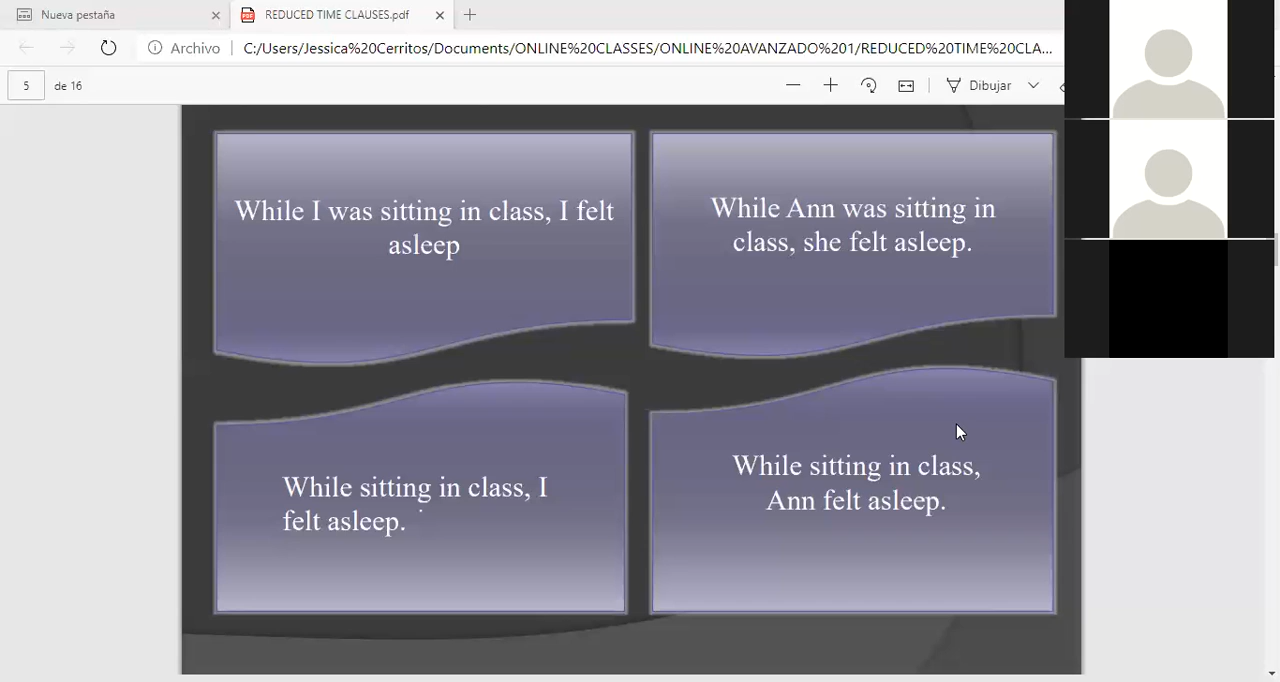 Nueva pestaña
REDUCED TIME CLAUSES.pdf
Archivo
C:/Users/Jessica%20Cerritos/Documents/ONLINE%20CLASSES/ONLINE%20AVANZADO%201/REDUCED%20TIME%20CLA...
5 de 16
Dibujar
While I was sitting in class, I felt
asleep
While Ann was sitting in
class, she felt asleep.
While sitting in class, I
felt asleep.
While sitting in class,
Ann felt asleep.